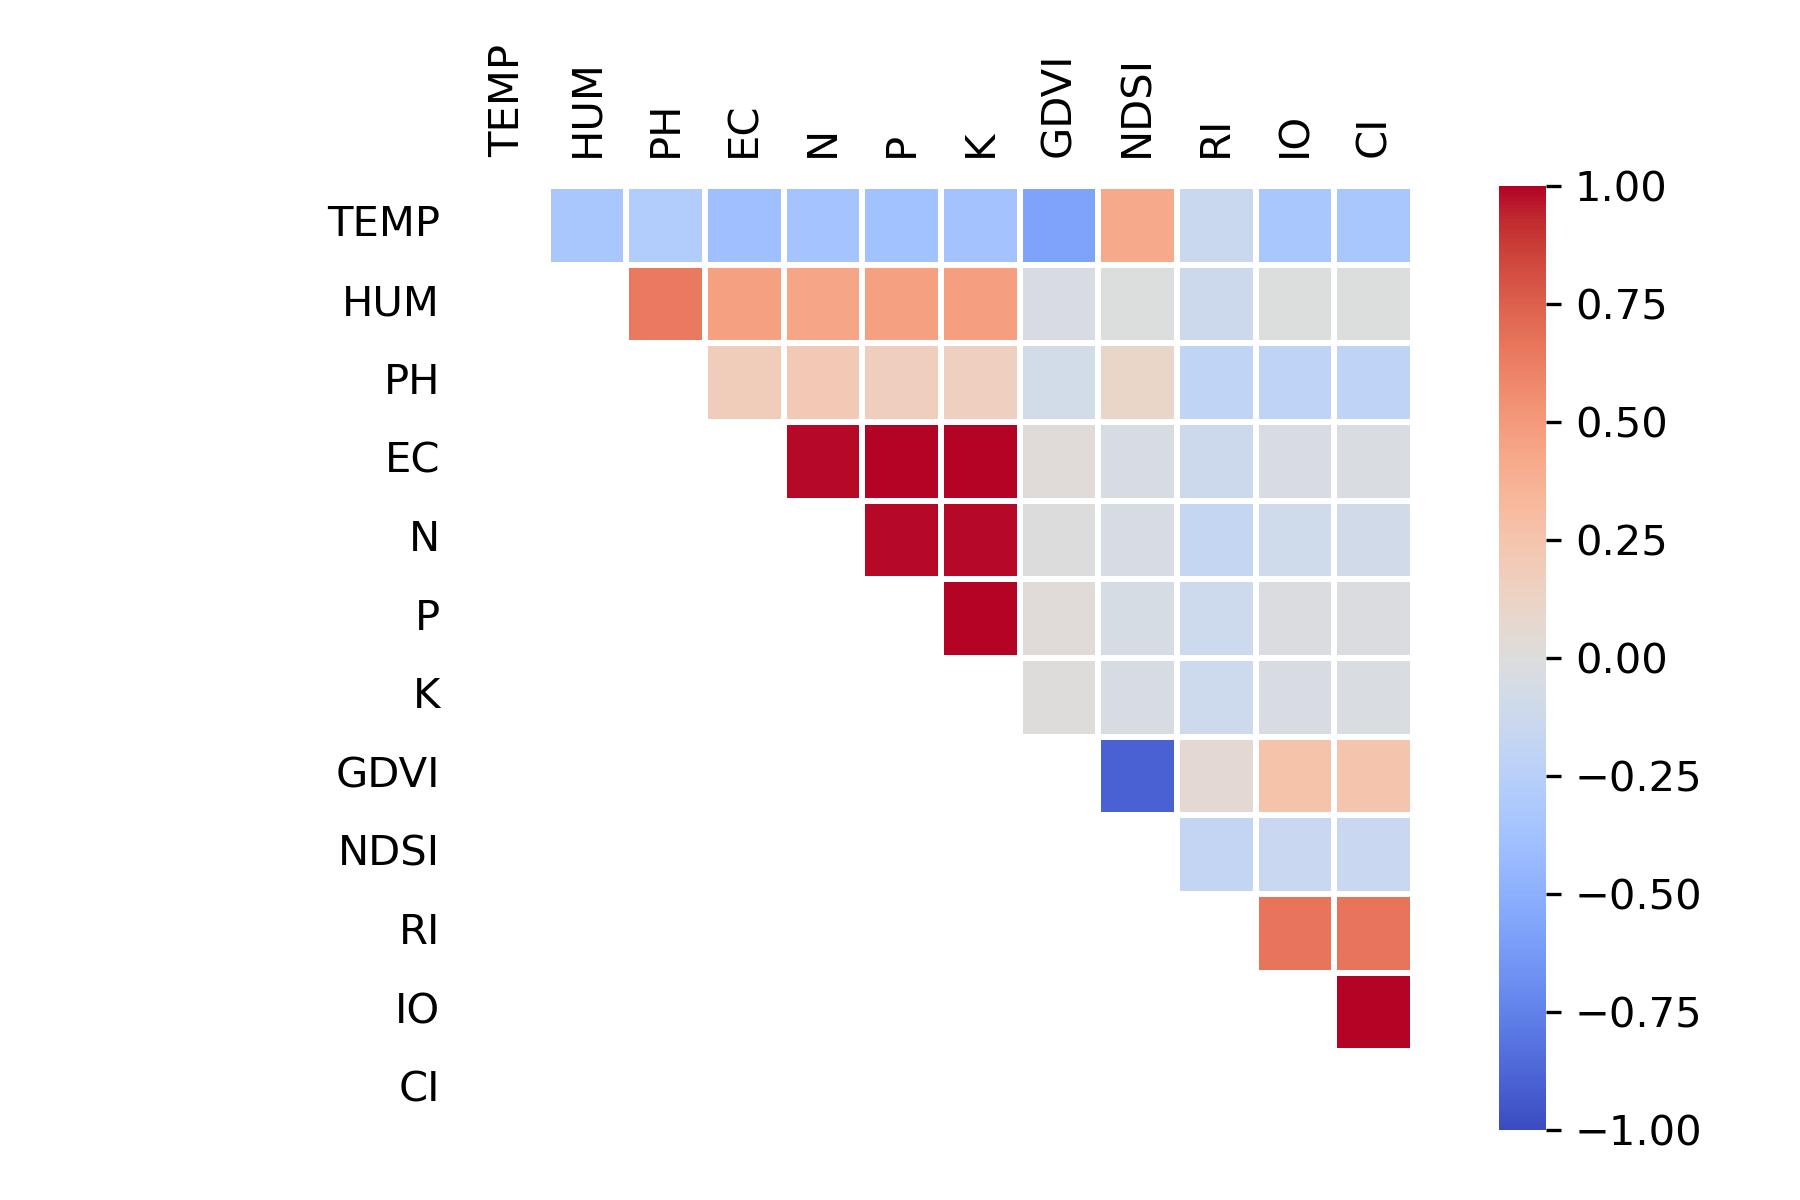 TEMP HUM PH EC N P K GDVI NDSI RI IO CI
TEMP
HUM
PH
EC
N
P
K
GDVI
NDSI
RI
IO
CI
1.00
0.75
0.50
0.25
0.00
−0.25
−0.50
−0.75
−1.00